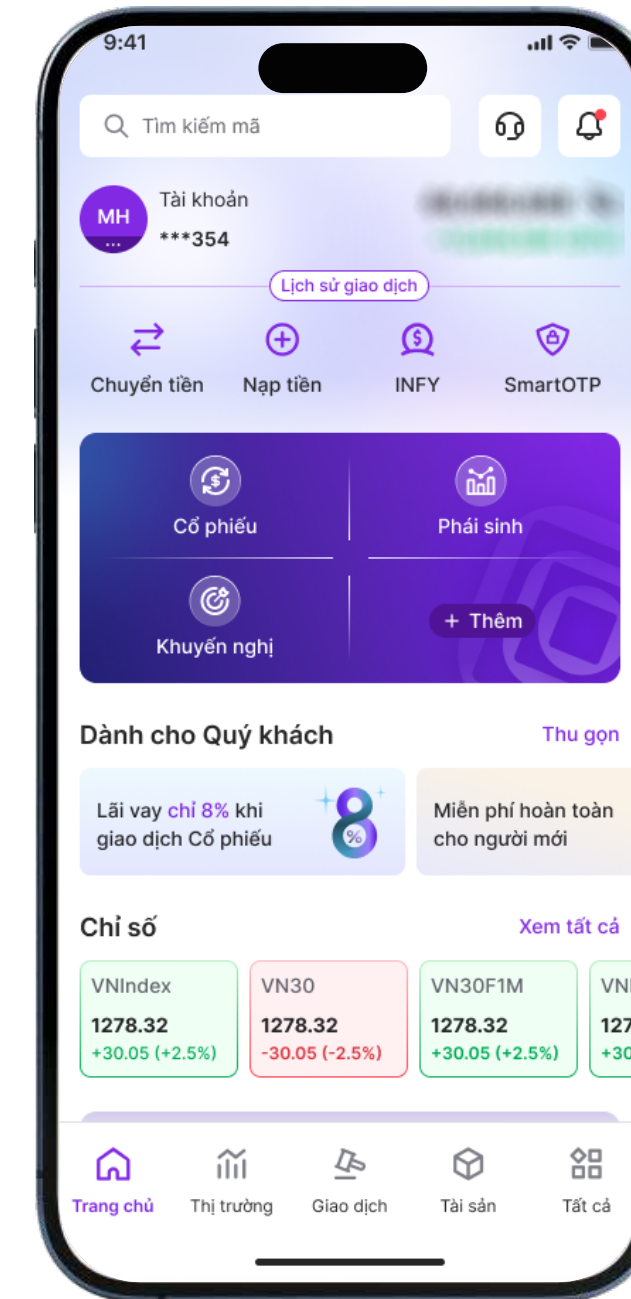 9:41
Tìm kiếm mã
MH
...
Tài khoản
***354
Lịch sử giao dịch
Chuyển tiền
Nạp tiền
INFY
SmartOTP
Cổ phiếu
Phái sinh
Khuyến nghị
+ Thêm
Dành cho Quý khách
Thu gọn
Lãi vay chỉ 8% khi
giao dịch Cổ phiếu
8
%
Miễn phí hoàn toàn
cho người mới
Chỉ số
Xem tất cả
VNIndex
1278.32
+30.05 (+2.5%)
VN30
1278.32
-30.05 (-2.5%)
VN30F1M
1278.32
+30.05 (+2.5%)
Trang chủ
Thị trường
Giao dịch
Tài sản
Tất cả